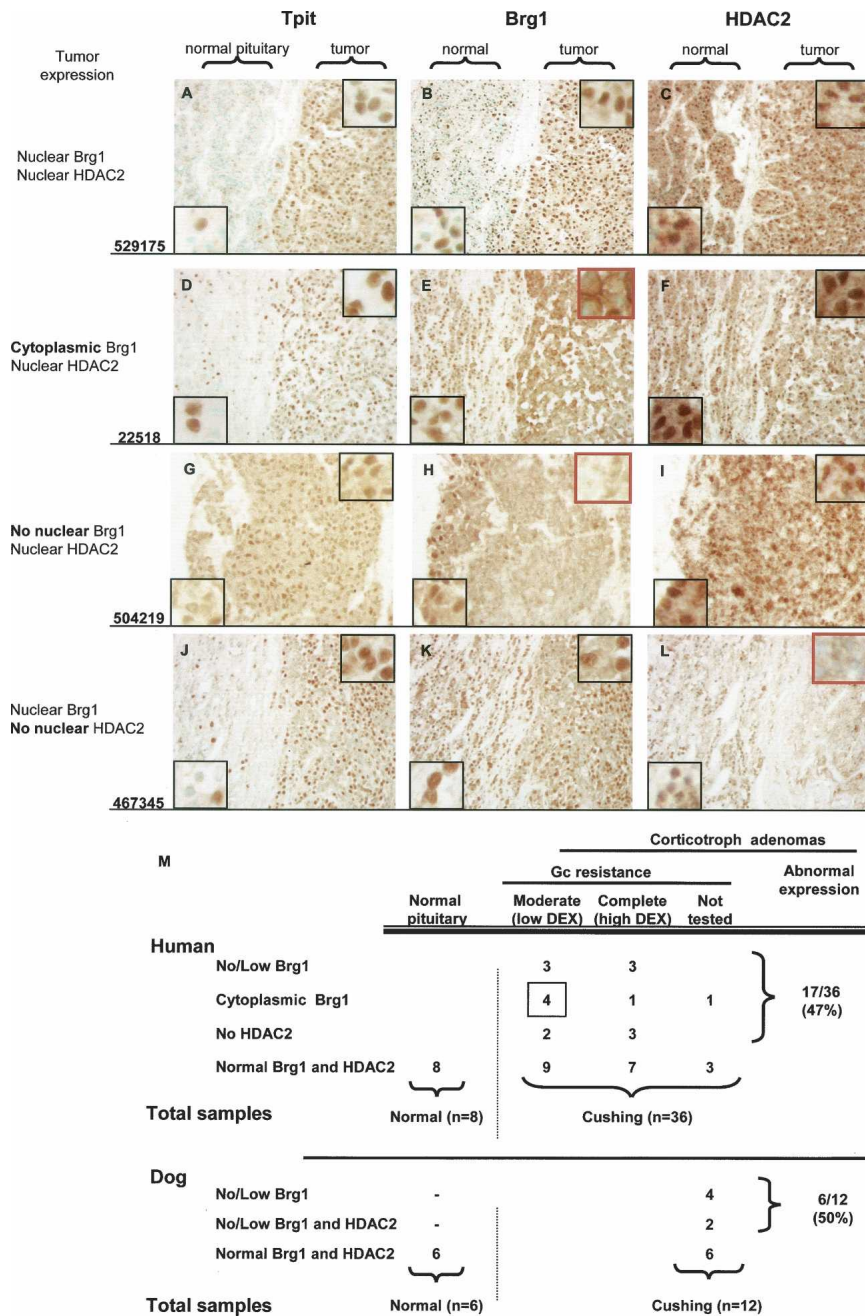 Tpit Brg1 HDAC2
Tumor expression
normal pituitary tumor normal tumor normal tumor
Nuclear Brg1
Nuclear HDAC2
529175
A B C
Cytoplasmic Brg1
Nuclear HDAC2
22518
D E F
No nuclear Brg1
Nuclear HDAC2
504219
G H I
Nuclear Brg1
No nuclear HDAC2
467345
J K L
M
Corticotroph adenomas
Gc resistance Abnormal expression
Normal pituitary Moderate (low DEX) Complete (high DEX) Not tested
Human
No/Low Brg1 3 3
Cytoplasmic Brg1 4 1 1 17/36 (47%)
No HDAC2 2 3
Normal Brg1 and HDAC2 8 9 7 3
Total samples Normal (n=8) Cushing (n=36)
Dog
No/Low Brg1 - 4 6/12 (50%)
No/Low Brg1 and HDAC2 - 2
Normal Brg1 and HDAC2 6 6
Total samples Normal (n=6) Cushing (n=12)